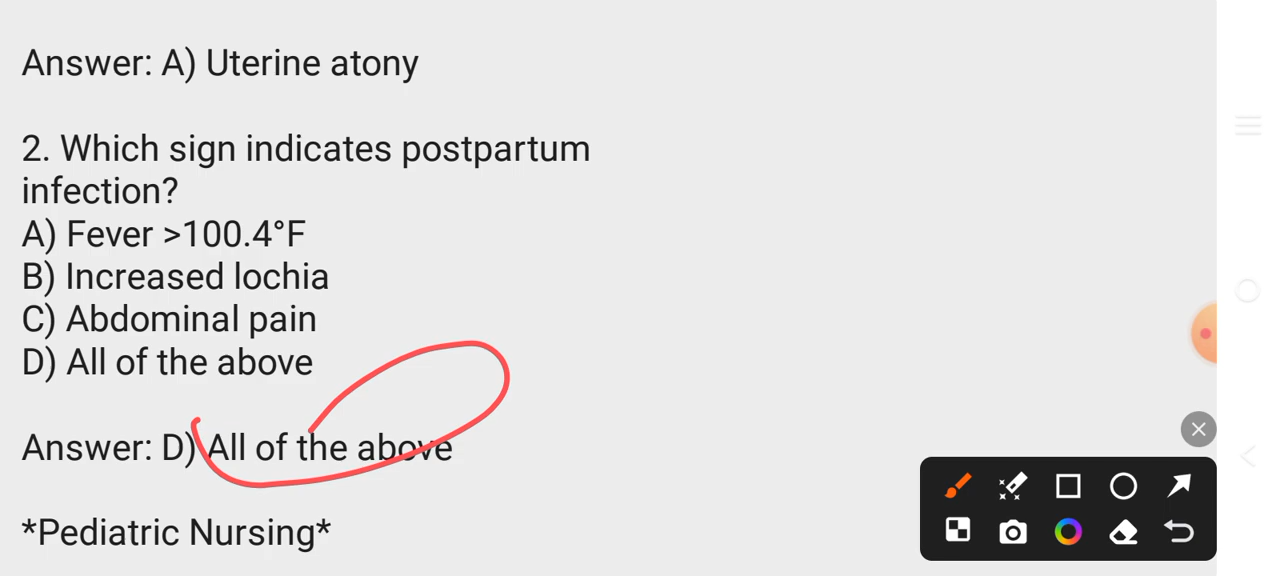 Answer: A) Uterine atony
2. Which sign indicates postpartum
infection?
A) Fever >100.4°F
B) Increased lochia
C) Abdominal pain
D) All of the above
Answer: D) All of the above
*Pediatric Nursing*